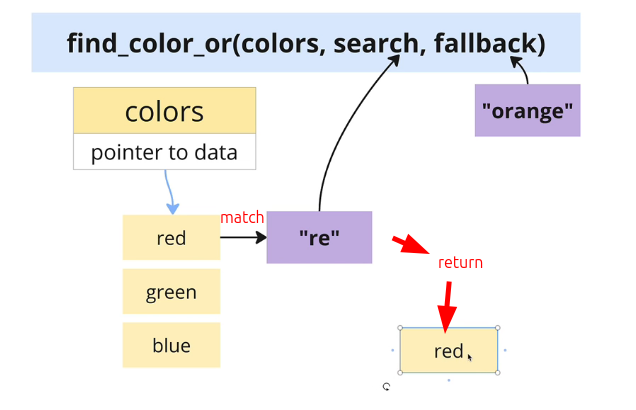 find_color_or(colors, search, fallback)
colors
"orange"
pointer to data
match
red
"re"
return
green
blue
red